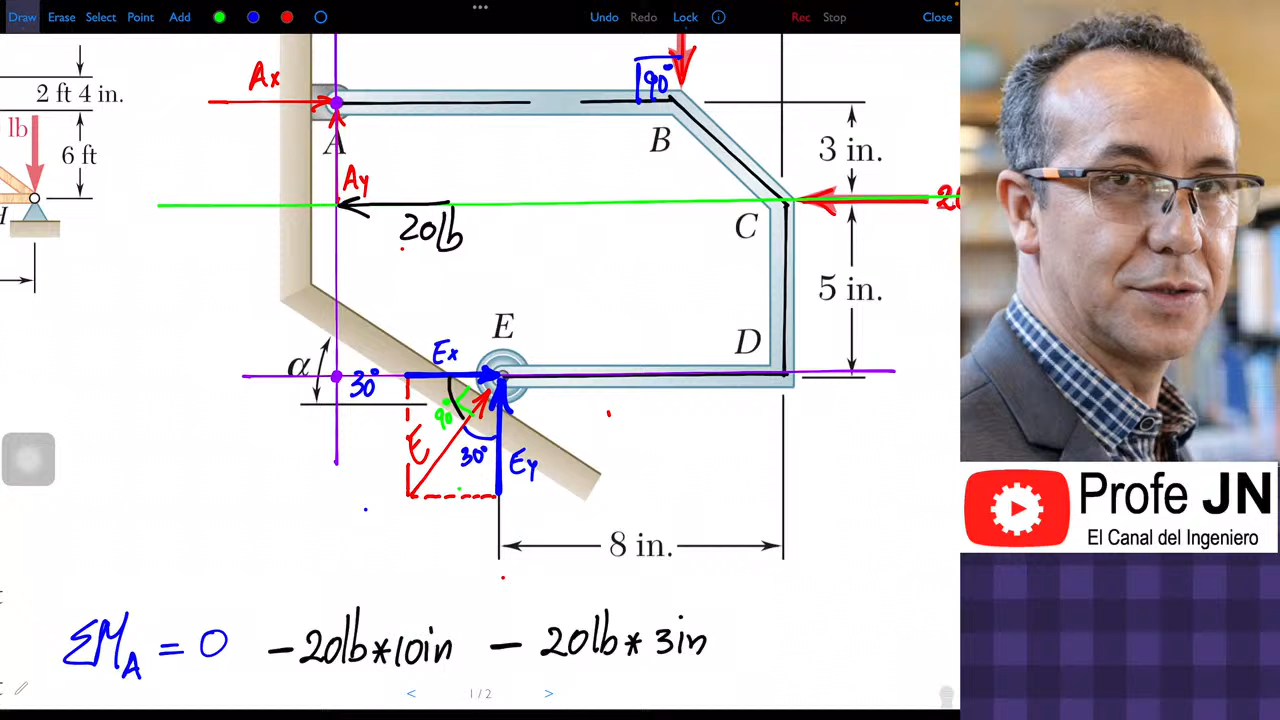 Draw Erase Select Point Add Undo Redo Lock Rec Stop Close
2 ft 4 in.
lb
6 ft
H
Ax
A
Ay
90°
B
3 in.
20
20lb
C
5 in.
E
D
Ex
α
30°
90°
E
30°
Ey
8 in.
ΣM_A = 0 -20lb*10in - 20lb*3in
< 1/2 >
Profe JN
El Canal del Ingeniero